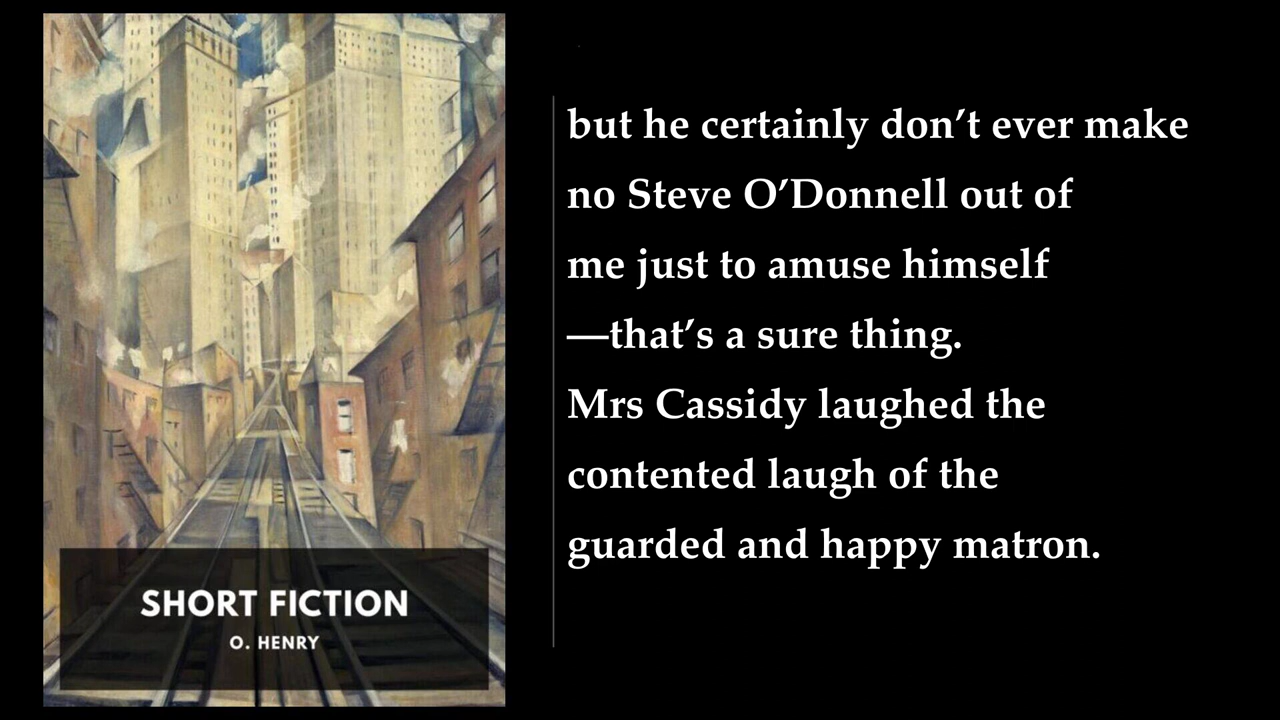 but he certainly don’t ever make
no Steve O’Donnell out of
me just to amuse himself
—that’s a sure thing.
Mrs Cassidy laughed the
contented laugh of the
guarded and happy matron.
SHORT FICTION
O. HENRY